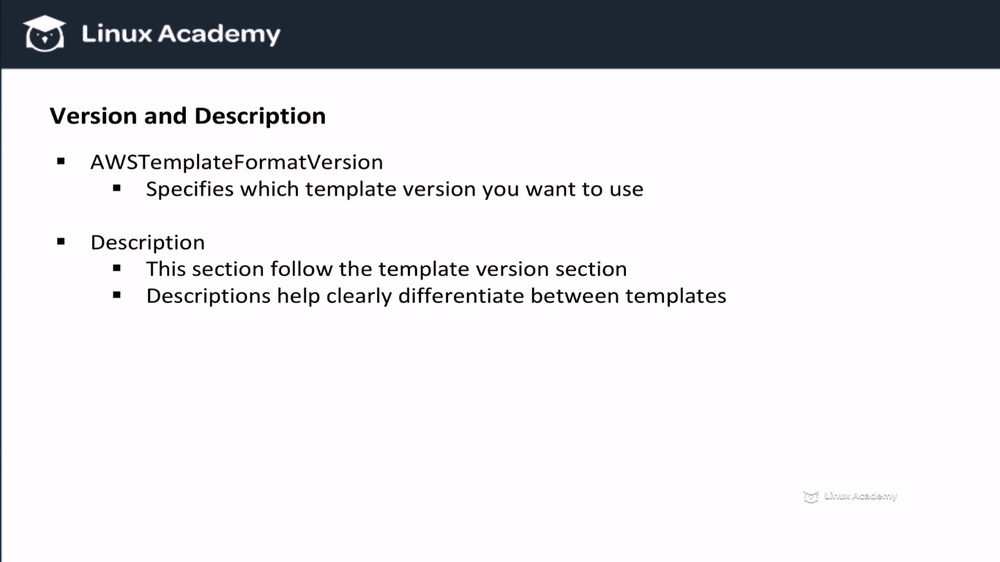 Linux Academy
Version and Description
▪ AWSTemplateFormatVersion
▪ Specifies which template version you want to use
▪ Description
▪ This section follow the template version section
▪ Descriptions help clearly differentiate between templates
Linux Academy